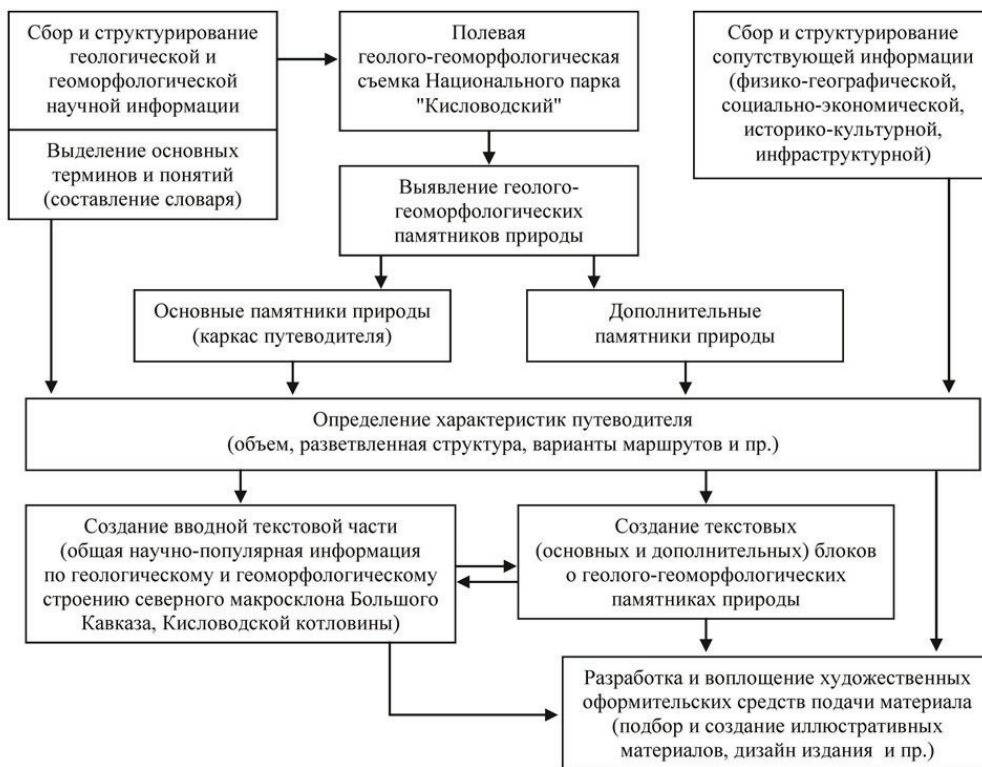 Сбор и структурирование
геологической и
геоморфологической
научной информации
Выделение основных
терминов и понятий
(составление словаря)
Полевая
геолого-геоморфологическая
съемка Национального парка
"Кисловодский"
Сбор и структурирование
сопутствующей информации
(физико-географической,
социально-экономической,
историко-культурной,
инфраструктурной)
Выявление геолого-
геоморфологических
памятников природы
Основные памятники природы
(каркас путеводителя)
Дополнительные
памятники природы
Определение характеристик путеводителя
(объем, разветвленная структура, варианты маршрутов и пр.)
Создание вводной текстовой части
(общая научно-популярная информация
по геологическому и геоморфологическому
строению северного макросклона Большого
Кавказа, Кисловодской котловины)
Создание текстовых
(основных и дополнительных) блоков
о геолого-геоморфологических
памятниках природы
Разработка и воплощение художественных
оформительских средств подачи материала
(подбор и создание иллюстративных
материалов, дизайн издания и пр.)